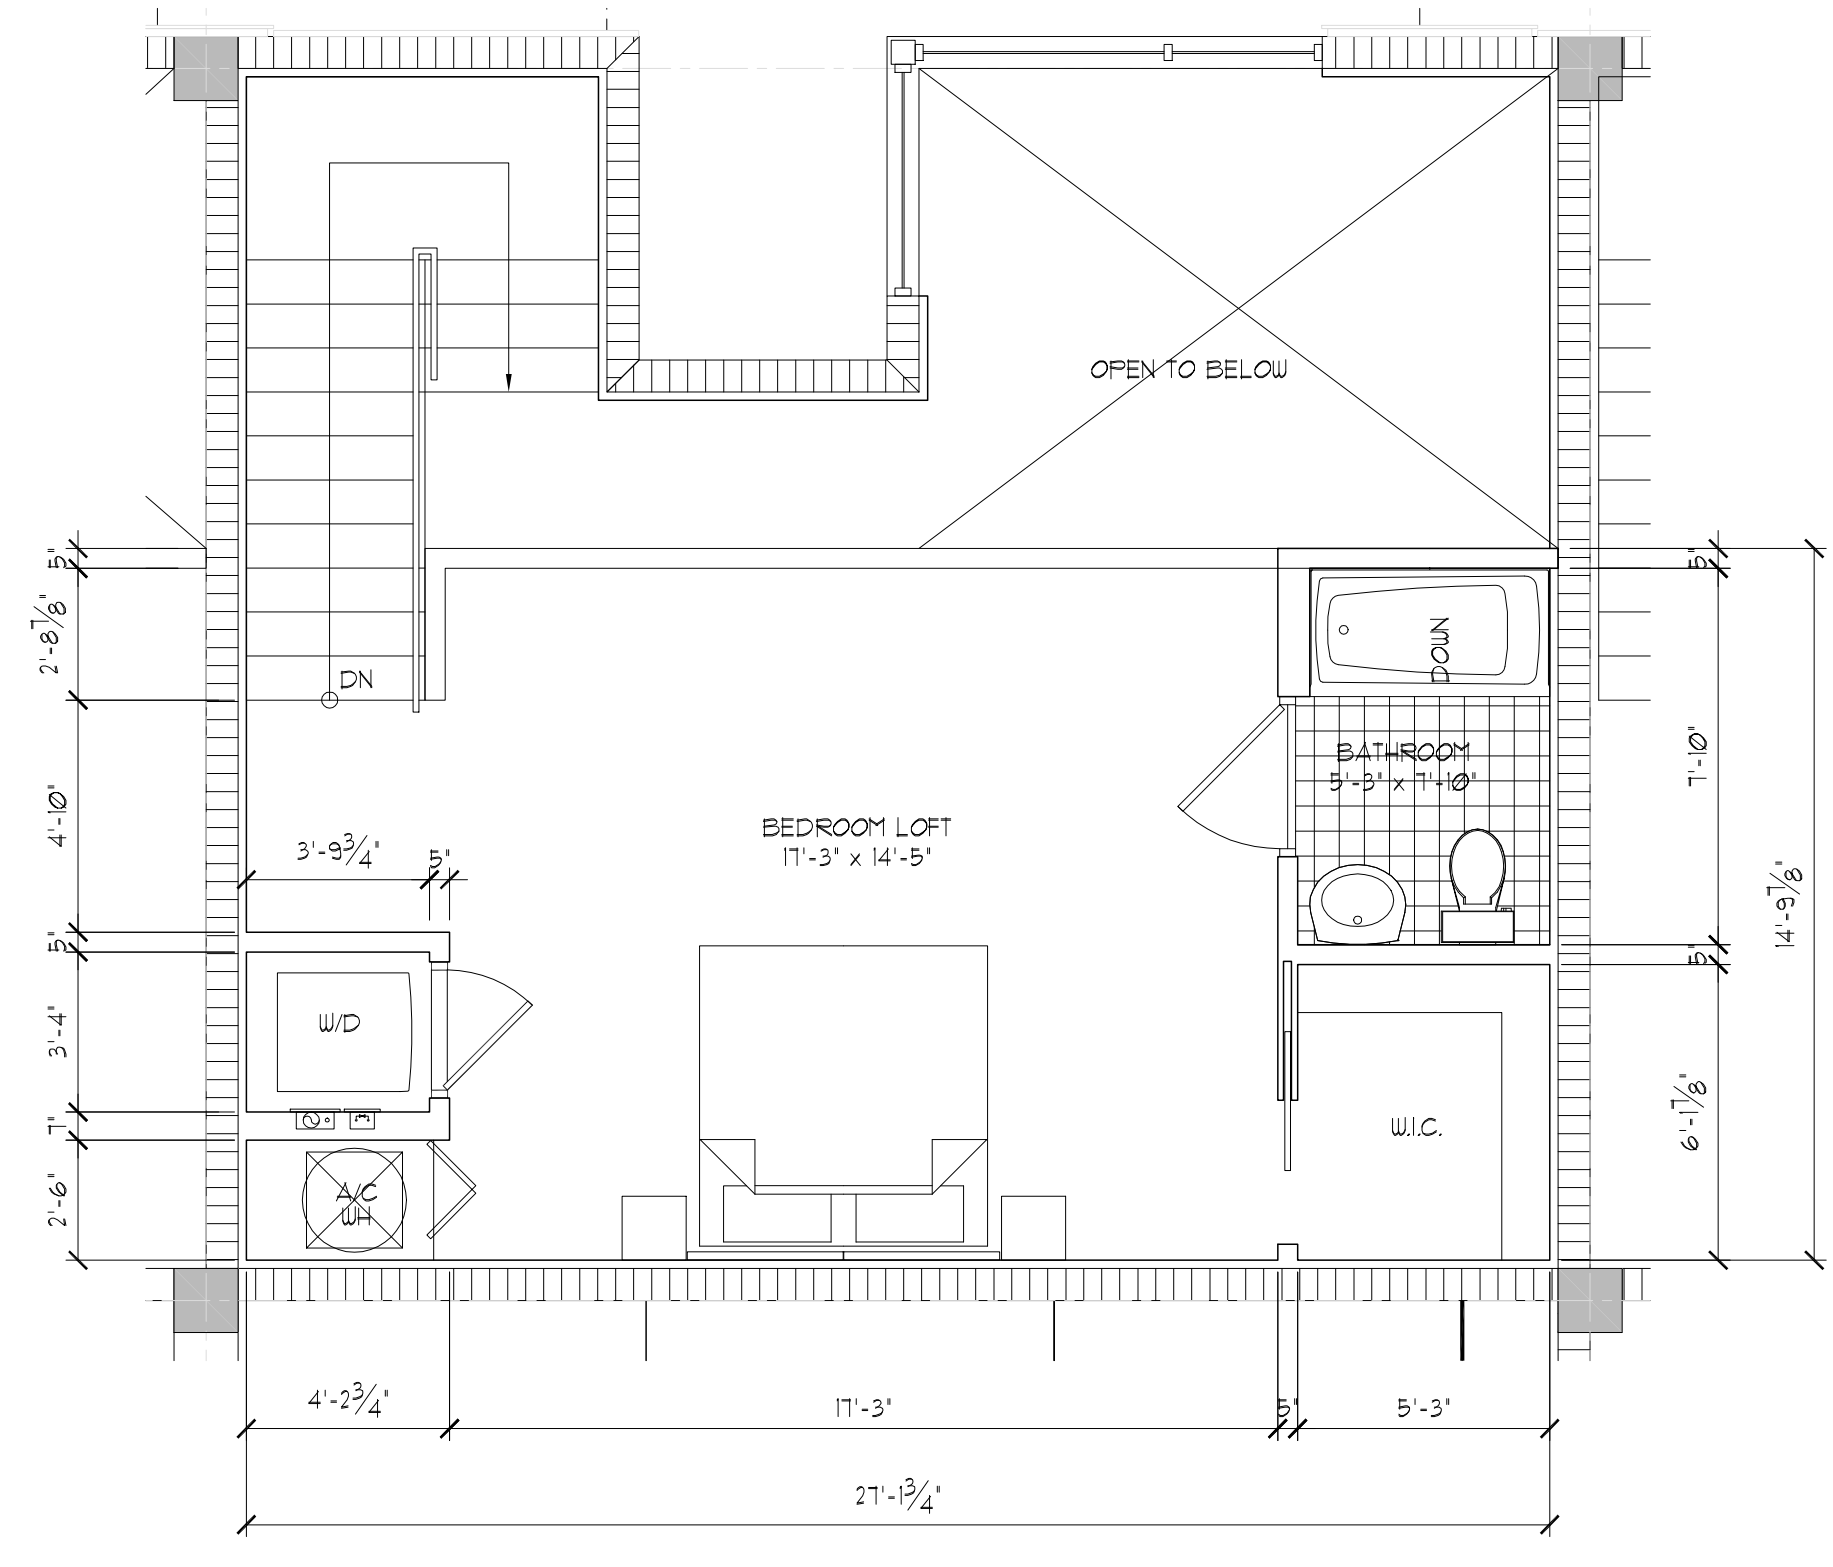 OPEN TO BELOW
5"
5"
2'-8 7/8"
DOWN
DN
BATHROOM
5'-3" x 7'-10"
7'-10"
4'-10"
BEDROOM LOFT
17'-3" x 14'-5"
3'-9 3/4"
5"
14'-9 7/8"
5"
5"
W/D
3'-4"
7"
W.I.C.
6'-1 7/8"
A/C
WH
2'-6"
4'-2 3/4"
17'-3"
5"
5'-3"
27'-1 3/4"